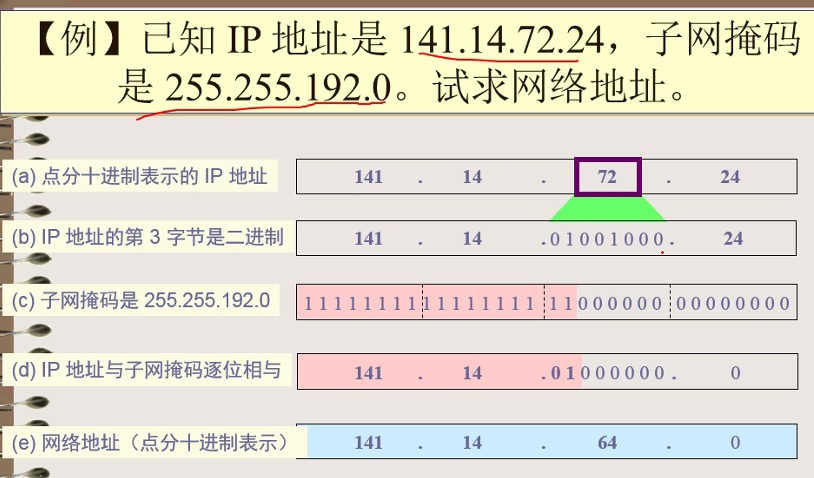 【例】已知 IP 地址是 141.14.72.24，子网掩码
是 255.255.192.0。试求网络地址。
(a) 点分十进制表示的 IP 地址 141 . 14 . 72 . 24
(b) IP 地址的第 3 字节是二进制 141 . 14 .01001000. 24
(c) 子网掩码是 255.255.192.0 11111111 11111111 11000000 00000000
(d) IP 地址与子网掩码逐位相与 141 . 14 .01000000. 0
(e) 网络地址（点分十进制表示） 141 . 14 . 64 . 0